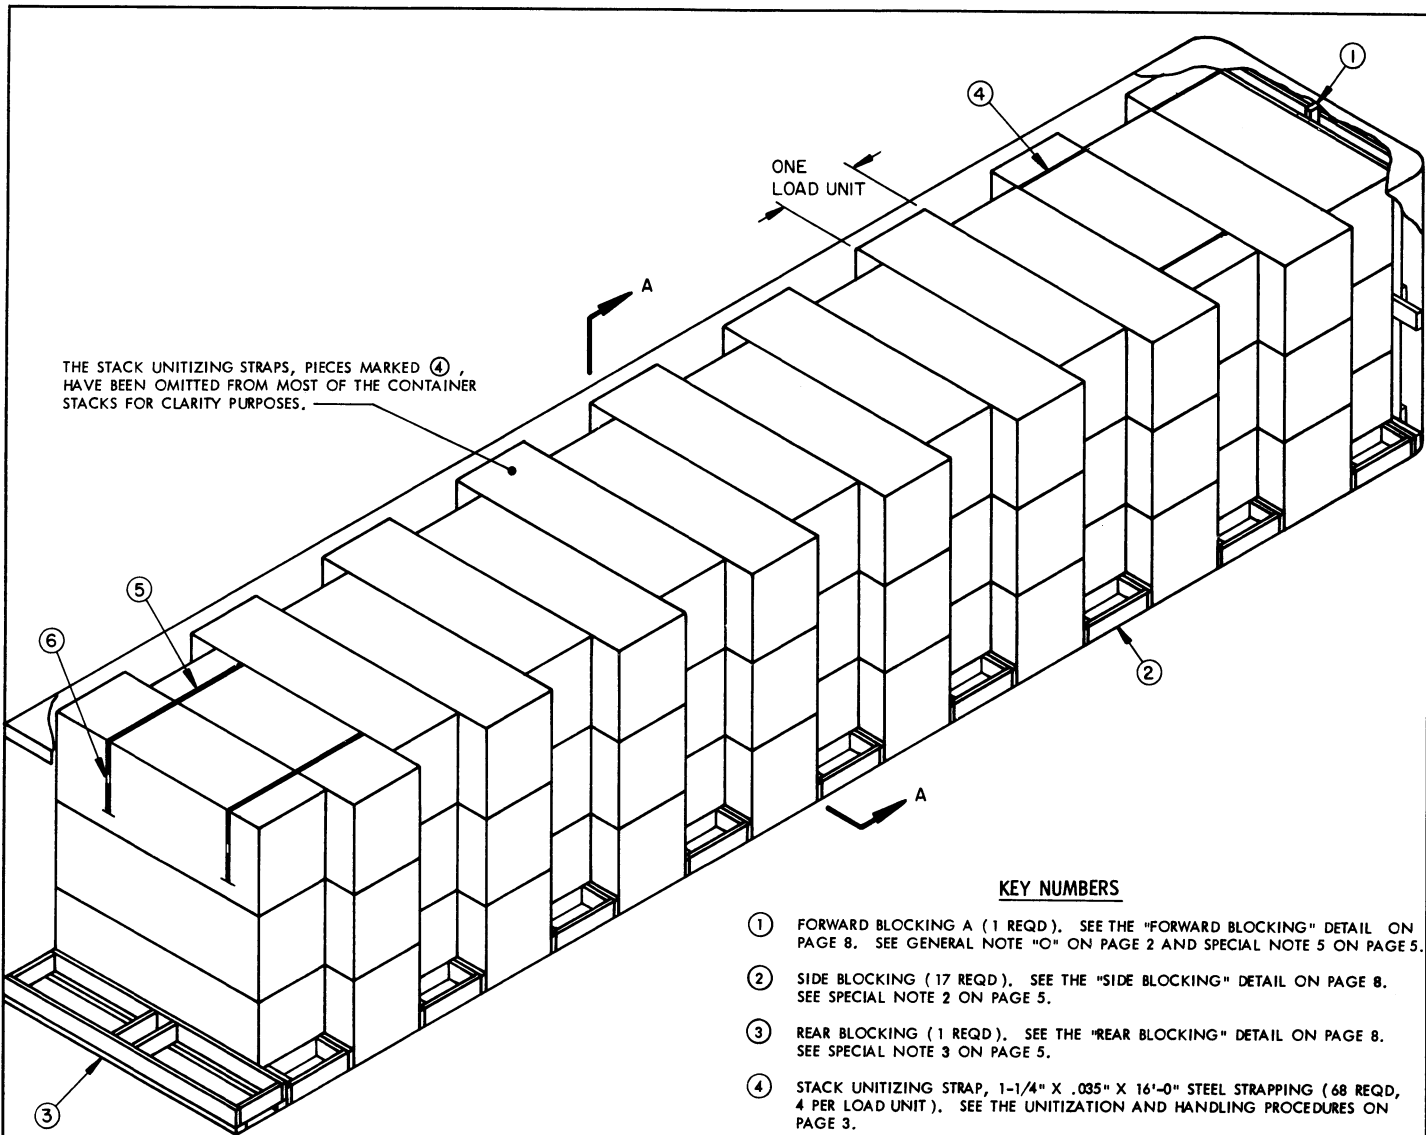 1
4
ONE
LOAD UNIT
A
THE STACK UNITIZING STRAPS, PIECES MARKED ④ ,
HAVE BEEN OMITTED FROM MOST OF THE CONTAINER
STACKS FOR CLARITY PURPOSES.
5
6
2
A
3
KEY NUMBERS
① FORWARD BLOCKING A (1 REQD). SEE THE "FORWARD BLOCKING" DETAIL ON
PAGE 8. SEE GENERAL NOTE "O" ON PAGE 2 AND SPECIAL NOTE 5 ON PAGE 5.
② SIDE BLOCKING (17 REQD). SEE THE "SIDE BLOCKING" DETAIL ON PAGE 8.
SEE SPECIAL NOTE 2 ON PAGE 5.
③ REAR BLOCKING (1 REQD). SEE THE "REAR BLOCKING" DETAIL ON PAGE 8.
SEE SPECIAL NOTE 3 ON PAGE 5.
④ STACK UNITIZING STRAP, 1-1/4" X .035" X 16'-0" STEEL STRAPPING (68 REQD,
4 PER LOAD UNIT). SEE THE UNITIZATION AND HANDLING PROCEDURES ON
PAGE 3.